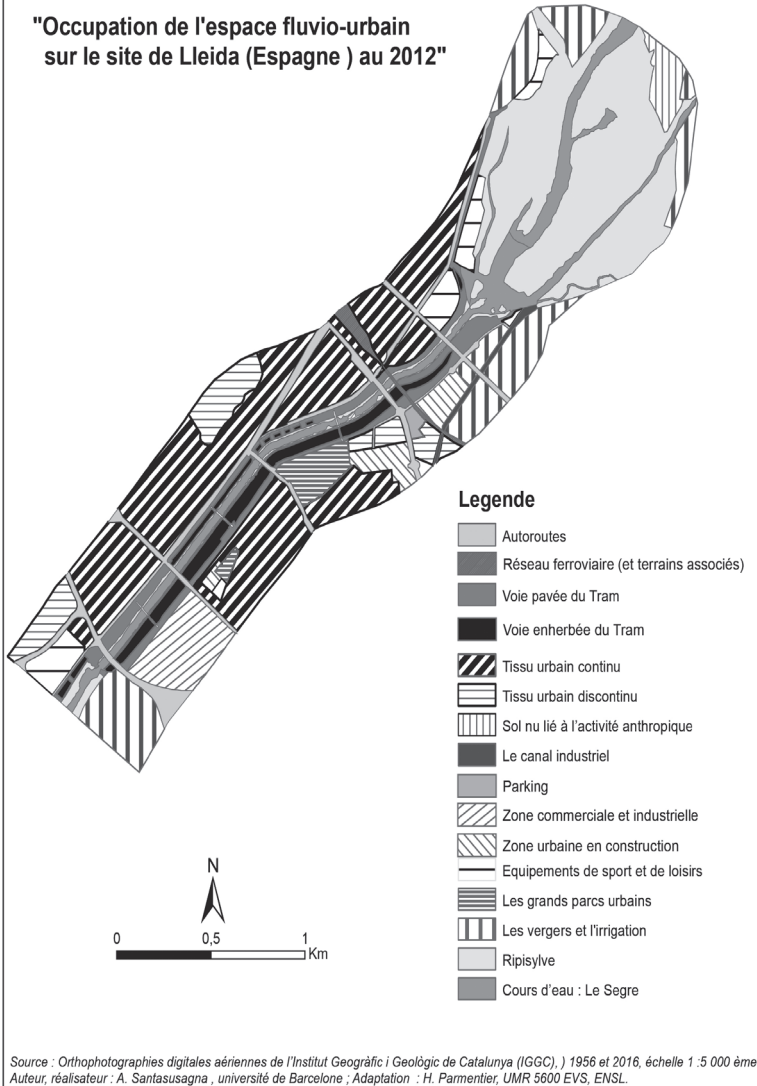 "Occupation de l'espace fluvio-urbain
sur le site de Lleida (Espagne ) au 2012"
Legende
Autoroutes
Réseau ferroviaire (et terrains associés)
Voie pavée du Tram
Voie enherbée du Tram
Tissu urbain continu
Tissu urbain discontinu
Sol nu lié à l'activité anthropique
Le canal industriel
Parking
Zone commerciale et industrielle
Zone urbaine en construction
Equipements de sport et de loisirs
Les grands parcs urbains
Les vergers et l'irrigation
Ripisylve
Cours d'eau : Le Segre
N
0 0,5 1
Km
Source : Orthophotographies digitales aériennes de l'Institut Geogràfic i Geològic de Catalunya (IGGC), ) 1956 et 2016, échelle 1 :5 000 ème
Auteur, réalisateur : A. Santasusagna , université de Barcelone ; Adaptation : H. Parmentier, UMR 5600 EVS, ENSL.